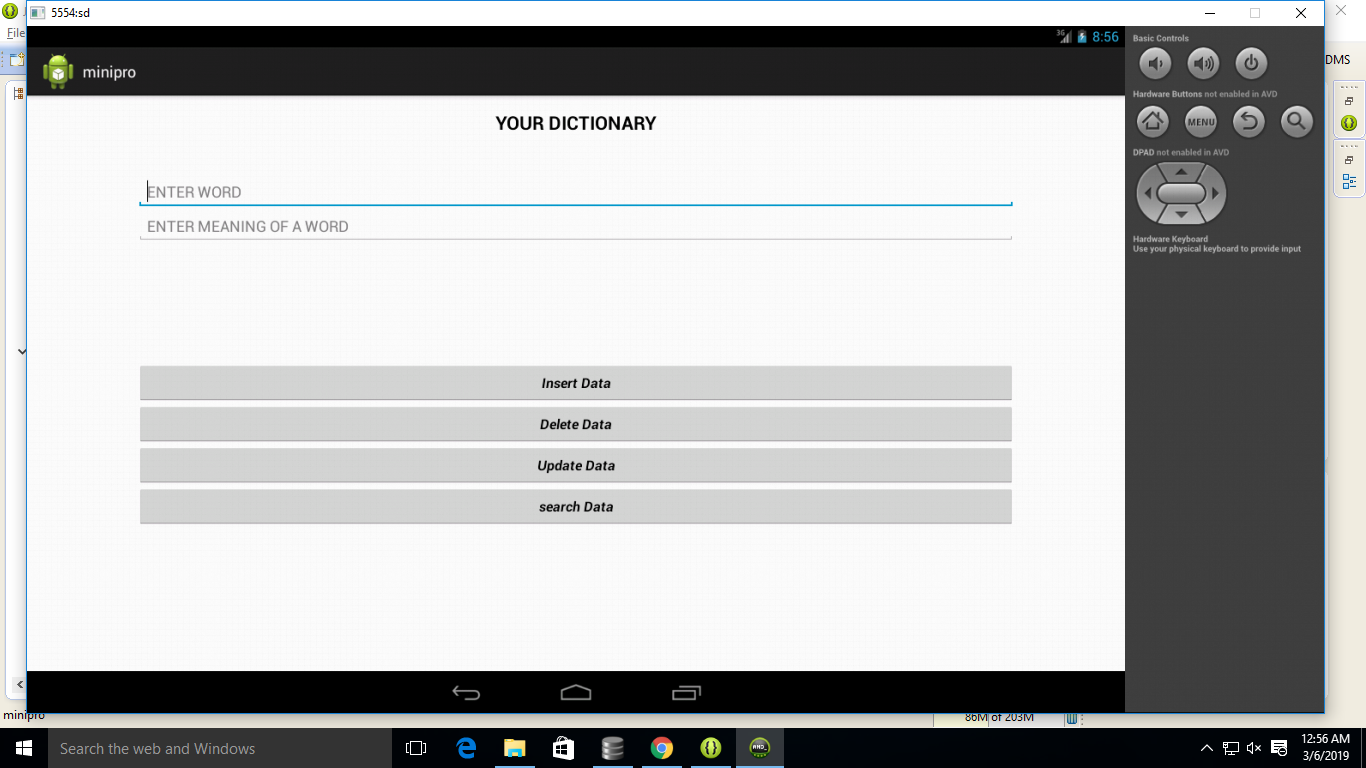 5554:sd
File
DMS
3G 8:56
minipro
YOUR DICTIONARY
ENTER WORD
ENTER MEANING OF A WORD
Insert Data
Delete Data
Update Data
search Data
Basic Controls
Hardware Buttons not enabled in AVD
MENU
DPAD not enabled in AVD
Hardware Keyboard
Use your physical keyboard to provide input
minipro
86M of 203M
Search the web and Windows
12:56 AM
3/6/2019